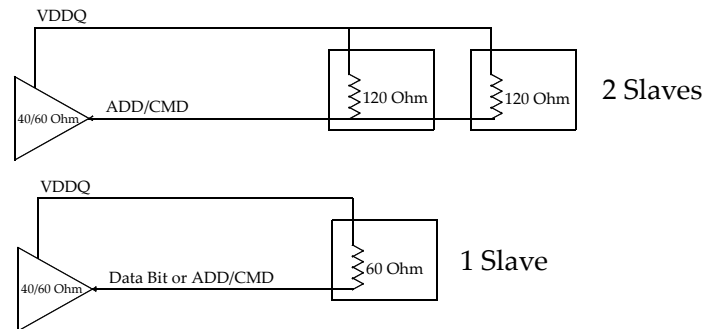 VDDQ
120 Ohm
120 Ohm
2 Slaves
40/60 Ohm
ADD/CMD
VDDQ
60 Ohm
1 Slave
40/60 Ohm
Data Bit or ADD/CMD